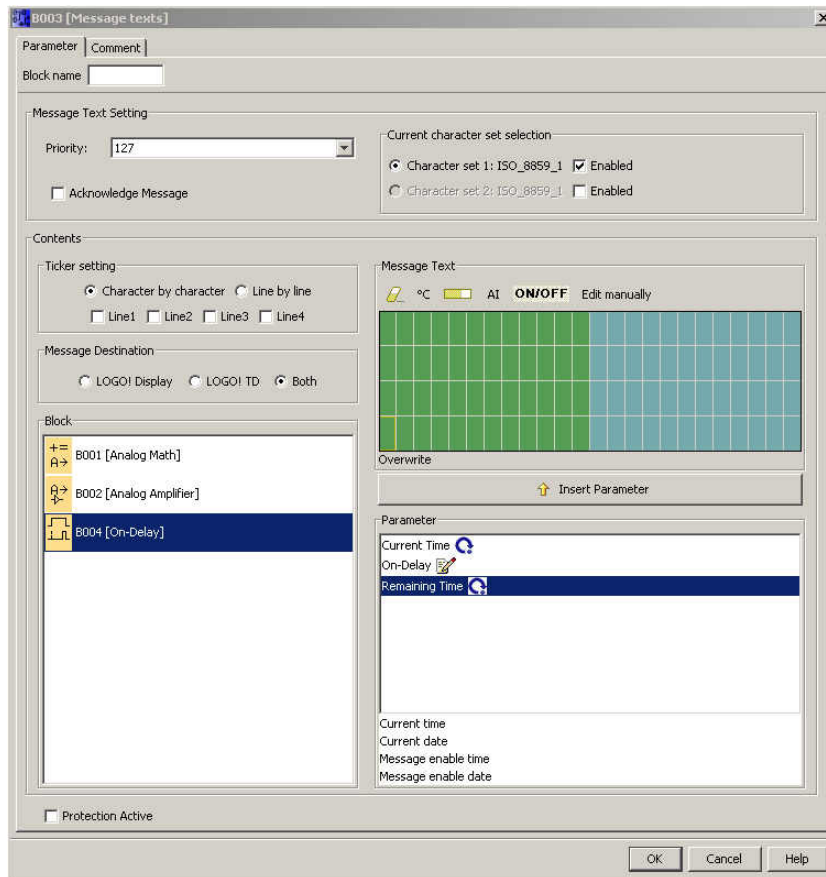 B003 [Message texts]
Parameter Comment
Block name
Message Text Setting
Priority: 127
Acknowledge Message
Current character set selection
Character set 1: ISO_8859_1 Enabled
Character set 2: ISO_8859_1 Enabled
Contents
Ticker setting
Character by character Line by line
Line1 Line2 Line3 Line4
Message Destination
LOGO! Display LOGO! TD Both
Block
B001 [Analog Math]
B002 [Analog Amplifier]
B004 [On-Delay]
Message Text
°C AI ON/OFF Edit manually
Overwrite
Insert Parameter
Parameter
Current Time
On-Delay
Remaining Time
Current time
Current date
Message enable time
Message enable date
Protection Active
OK Cancel Help